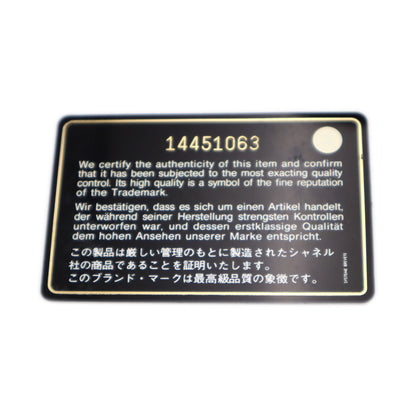 14451063
We certify the authenticity of this item and confirm
that it has been subjected to the most exacting quality
control. Its high quality is a symbol of the fine reputation
of the Trademark.
Wir bestätigen, dass es sich um einen Artikel handelt,
der während seiner Herstellung strengsten Kontrollen
unterworfen war, und dessen erstklassige Qualität
dem hohen Ansehen unserer Marke entspricht.
この製品は厳しい管理のもとに製造されたシャネル
社の商品であることを証明いたします。
このブランド・マークは最高級品質の象徴です。